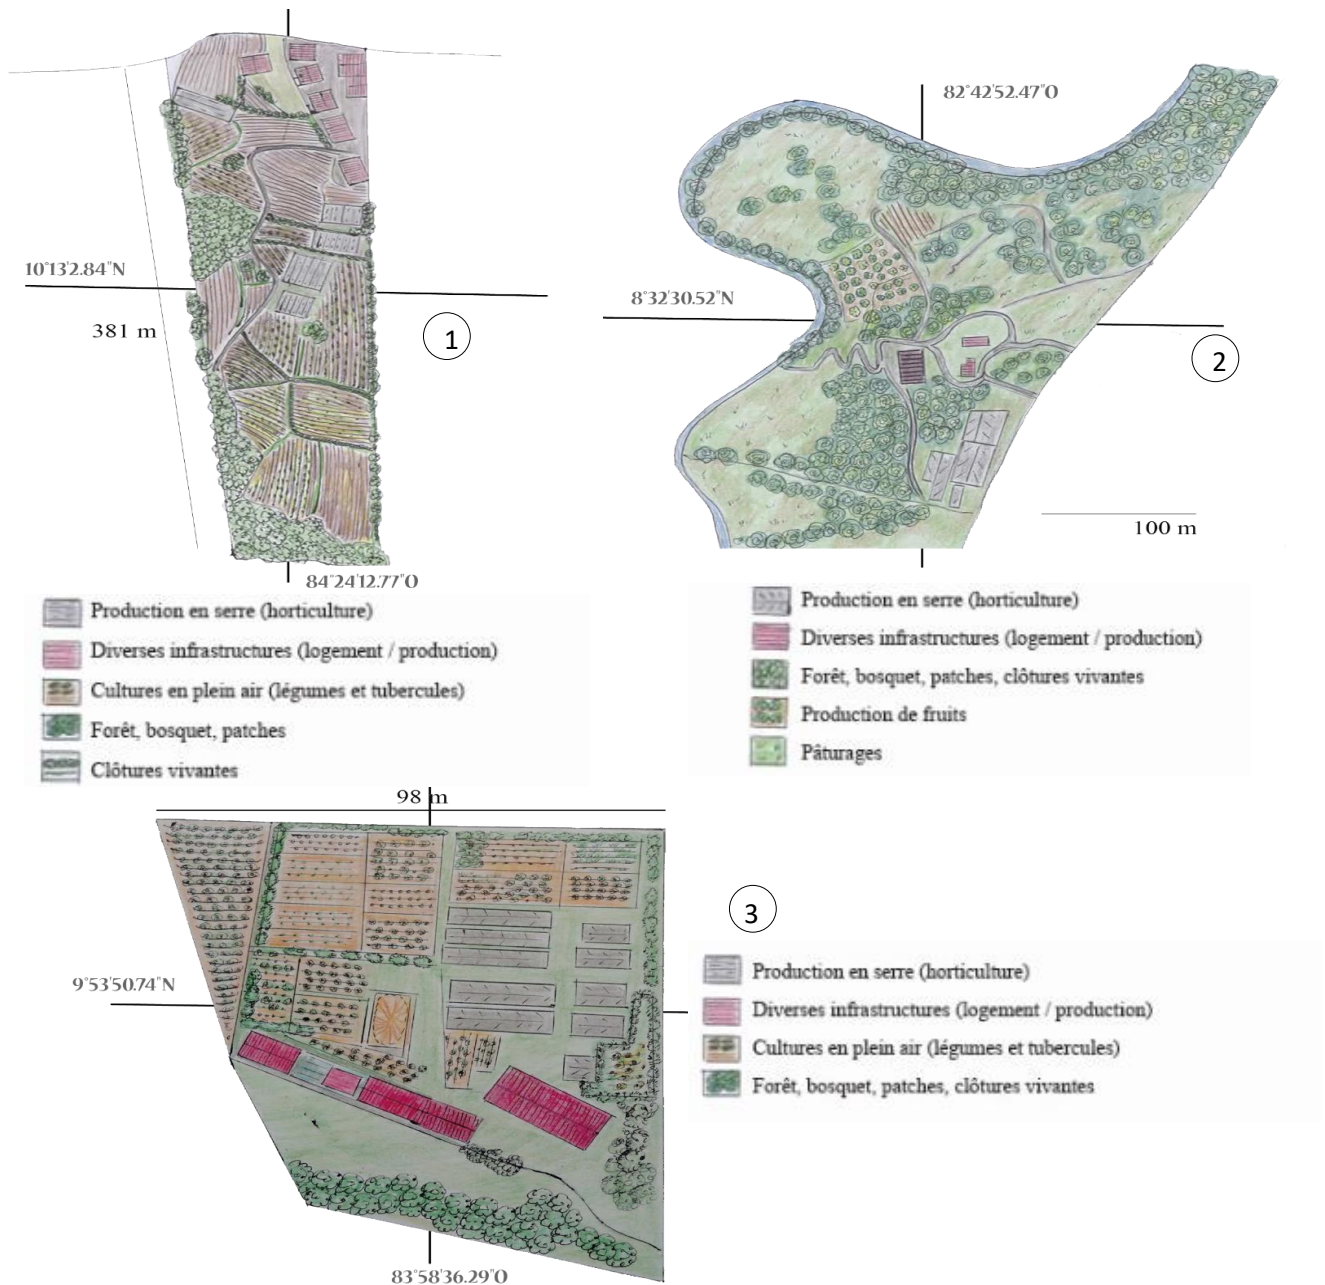 82°42'52.47"O
10°13'2.84"N
8°32'30.52"N
381 m
1
2
100 m
84°24'12.77"O
Production en serre (horticulture)
Diverses infrastructures (logement / production)
Cultures en plein air (légumes et tubercules)
Forêt, bosquet, patches
Clôtures vivantes
Production en serre (horticulture)
Diverses infrastructures (logement / production)
Forêt, bosquet, patches, clôtures vivantes
Production de fruits
Pâturages
98 m
3
9°53'50.74"N
Production en serre (horticulture)
Diverses infrastructures (logement / production)
Cultures en plein air (légumes et tubercules)
Forêt, bosquet, patches, clôtures vivantes
83°58'36.29"O